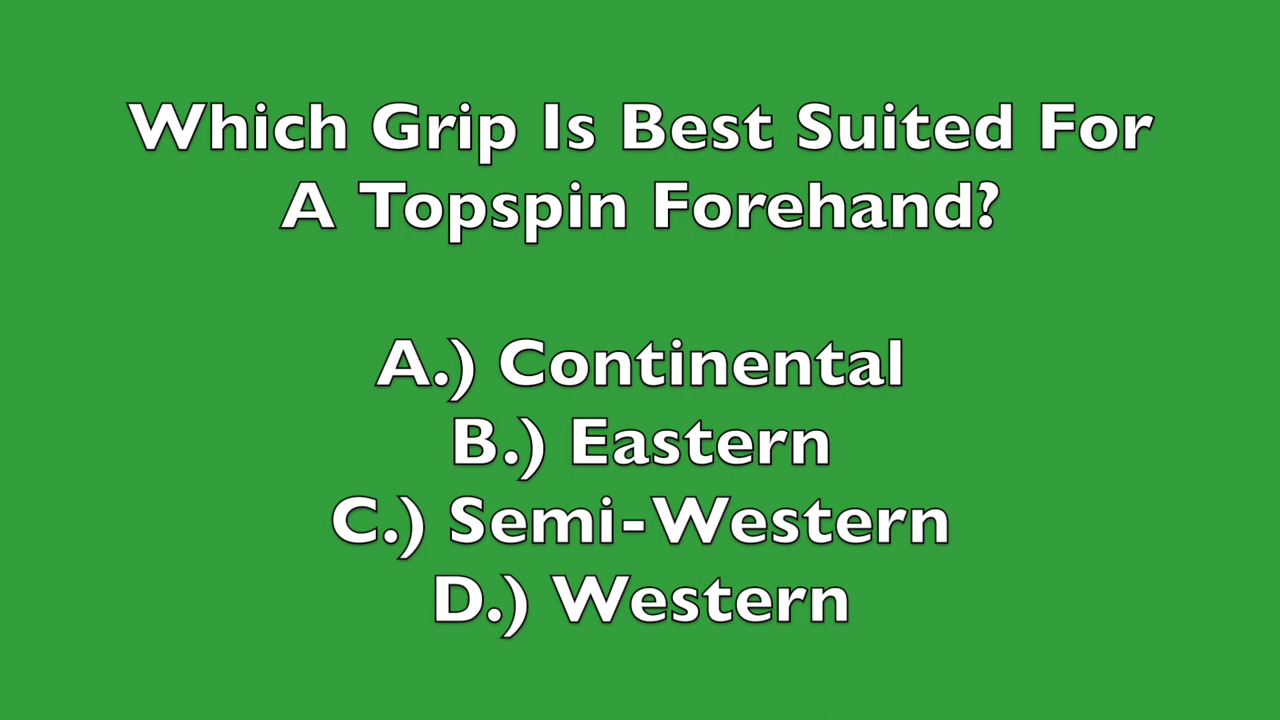 Which Grip Is Best Suited For
A Topspin Forehand?
A.) Continental
B.) Eastern
C.) Semi-Western
D.) Western